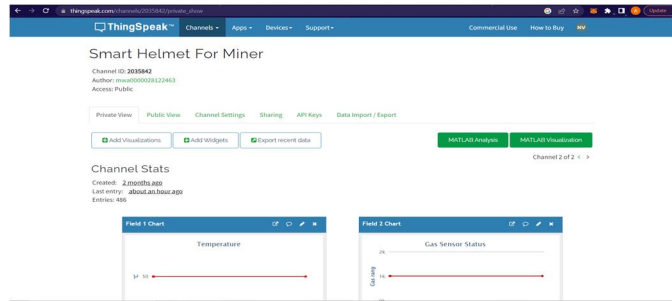 thingspeak.com/channels/2035842/private_show
Update
ThingSpeak™ Channels Apps Devices Support Commercial Use How to Buy NV
Smart Helmet For Miner
Channel ID: 2035842
Author: mwa0000028122463
Access: Public
Private View Public View Channel Settings Sharing API Keys Data Import / Export
Add Visualizations Add Widgets Export recent data MATLAB Analysis MATLAB Visualization
Channel 2 of 2 < >
Channel Stats
Created: 2 months ago
Last entry: about an hour ago
Entries: 486
Field 1 Chart Field 2 Chart
Temperature Gas Sensor Status